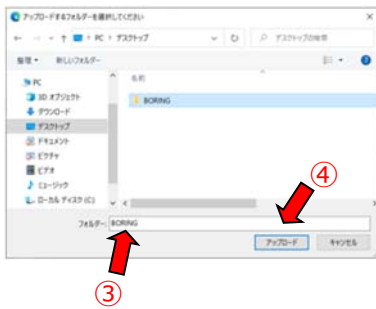 アップロードするフォルダーを選択してください
PC > デスクトップ
デスクトップの検索
整理
新しいフォルダー
名前
PC
3D オブジェクト
ダウンロード
デスクトップ
ドキュメント
ピクチャ
ビデオ
ミュージック
ローカル ディスク (C)
BORING
④
フォルダー: BORING
アップロード
キャンセル
③